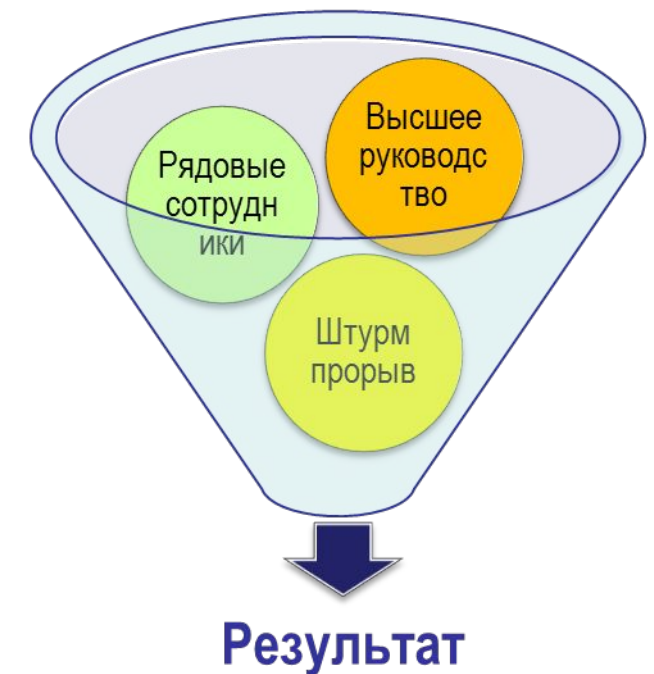 Рядовые
сотрудн
ики
Высшее
руководс
тво
Штурм
прорыв
Результат